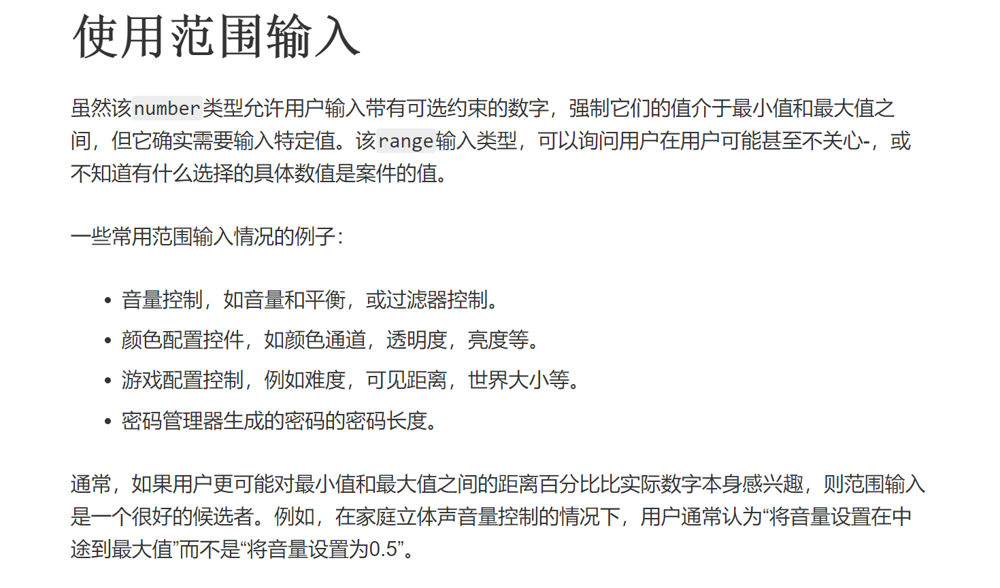 使用范围输入
虽然该number类型允许用户输入带有可选约束的数字，强制它们的值介于最小值和最大值之
间，但它确实需要输入特定值。该range输入类型，可以询问用户在用户可能甚至不关心-，或
不知道有什么选择的具体数值是案件的值。
一些常用范围输入情况的例子：
• 音量控制，如音量和平衡，或过滤器控制。
• 颜色配置控件，如颜色通道，透明度，亮度等。
• 游戏配置控制，例如难度，可见距离，世界大小等。
• 密码管理器生成的密码的密码长度。
通常，如果用户更可能对最小值和最大值之间的距离百分比比实际数字本身感兴趣，则范围输入
是一个很好的候选者。例如，在家庭立体声音量控制的情况下，用户通常认为“将音量设置在中
途到最大值”而不是“将音量设置为0.5”。